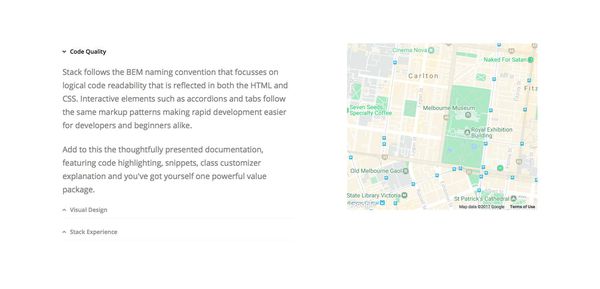 Code Quality
Stack follows the BEM naming convention that focusses on
logical code readability that is reflected in both the HTML and
CSS. Interactive elements such as accordions and tabs follow
the same markup patterns making rapid development easier
for developers and beginners alike.
Add to this the thoughtfully presented documentation,
featuring code highlighting, snippets, class customizer
explanation and you've got yourself one powerful value
package.
Visual Design
Stack Experience
Cinema Nova
Naked For Satan
Carlton
Fitz
Seven Seeds
Specialty Coffee
Melbourne Museum
Royal Exhibition
Building
Old Melbourne Gaol
State Library Victoria
St Patrick's Cathedral
Map data ©2017 Google
Terms of Use